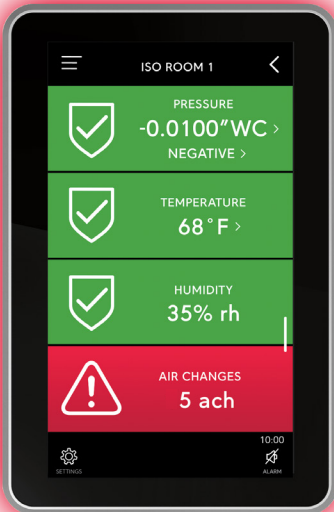 ISO ROOM 1
PRESSURE
-0.0100"WC >
NEGATIVE >
TEMPERATURE
68°F >
HUMIDITY
35% rh
AIR CHANGES
5 ach
10:00
SETTINGS
ALARM